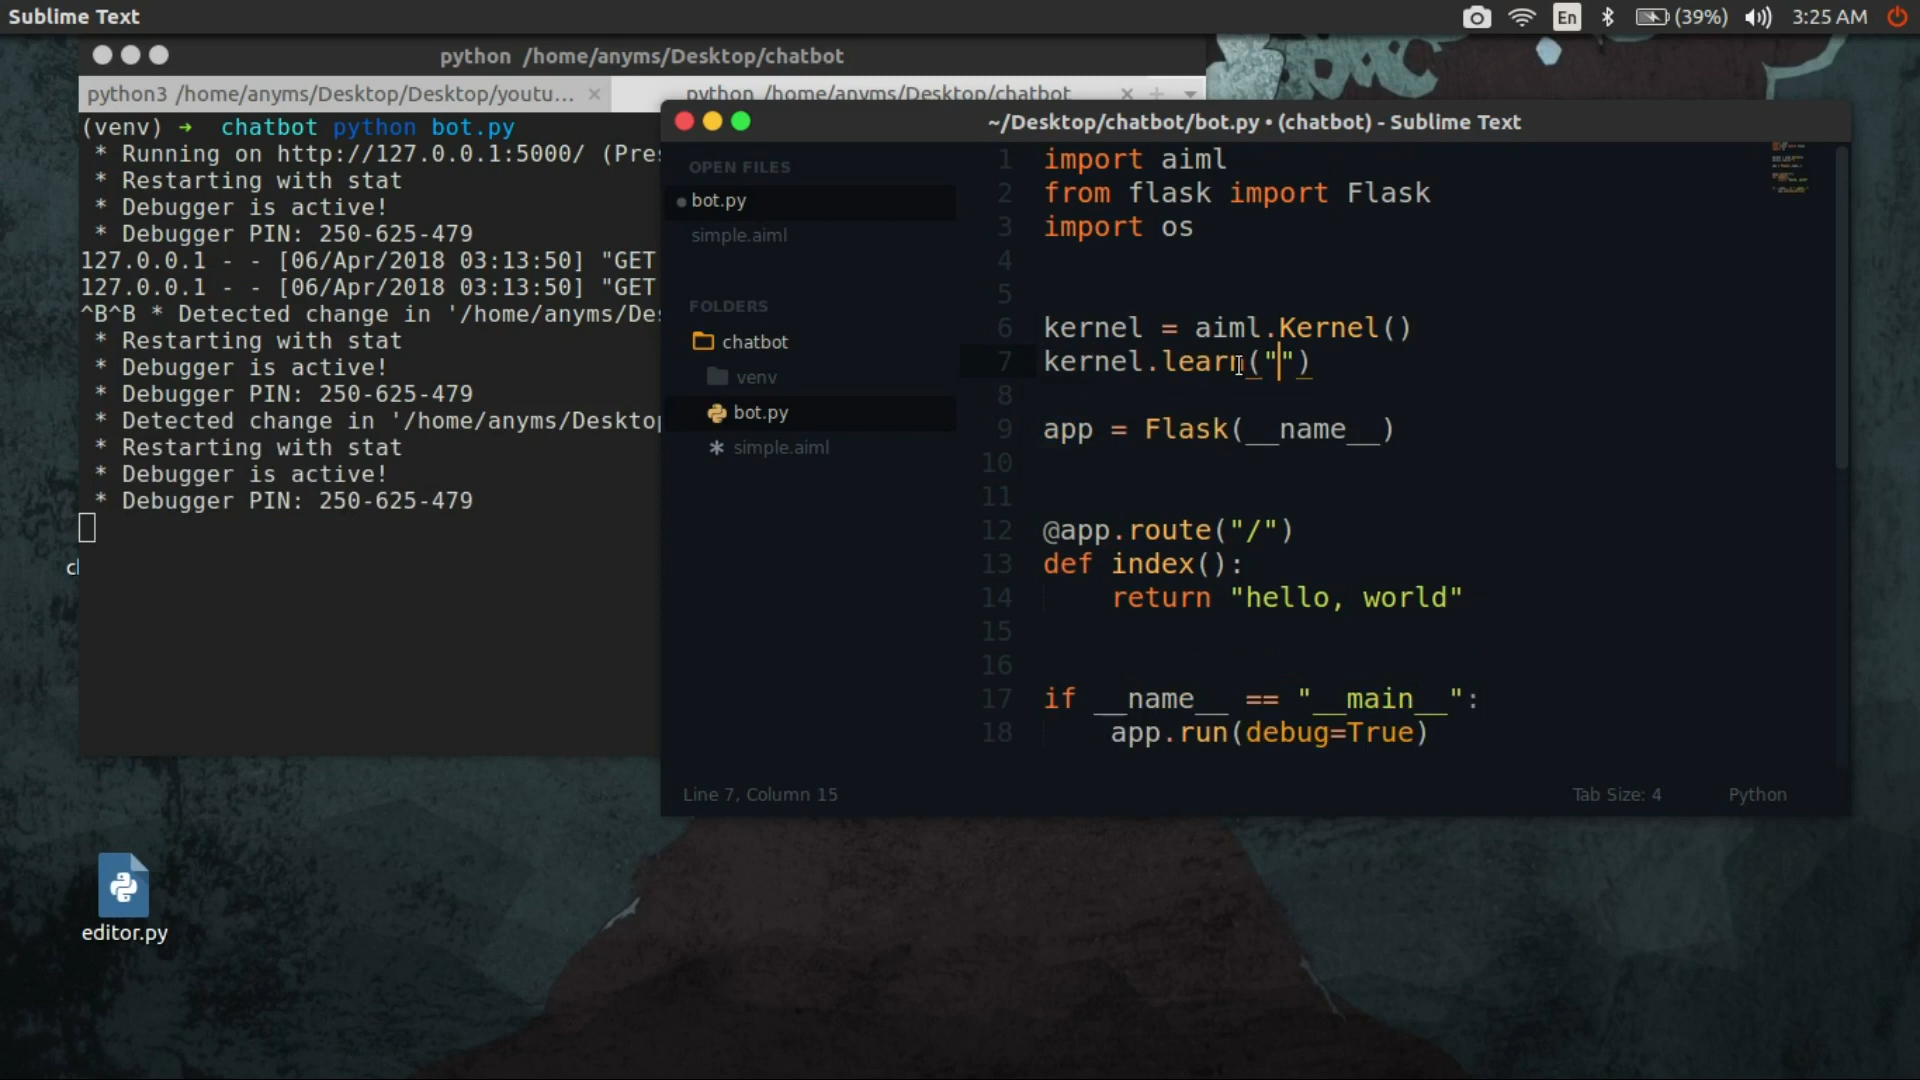 Sublime Text
En
(39%)
3:25 AM
python /home/anyms/Desktop/chatbot
python3 /home/anyms/Desktop/Desktop/youtu...
python /home/anyms/Desktop/chatbot
(venv) → chatbot python bot.py
* Running on http://127.0.0.1:5000/ (Pres
* Restarting with stat
* Debugger is active!
* Debugger PIN: 250-625-479
127.0.0.1 - - [06/Apr/2018 03:13:50] "GET
127.0.0.1 - - [06/Apr/2018 03:13:50] "GET
^B^B * Detected change in '/home/anyms/Des
* Restarting with stat
* Debugger is active!
* Debugger PIN: 250-625-479
* Detected change in '/home/anyms/Desktop
* Restarting with stat
* Debugger is active!
* Debugger PIN: 250-625-479
editor.py
~/Desktop/chatbot/bot.py • (chatbot) - Sublime Text
OPEN FILES
bot.py
simple.aiml
FOLDERS
chatbot
venv
bot.py
simple.aiml
1 import aiml
2 from flask import Flask
3 import os
4
5
6 kernel = aiml.Kernel()
7 kernel.learn("")
8
9 app = Flask(__name__)
10
11
12 @app.route("/")
13 def index():
14 return "hello, world"
15
16
17 if __name__ == "__main__":
18 app.run(debug=True)
Line 7, Column 15
Tab Size: 4
Python